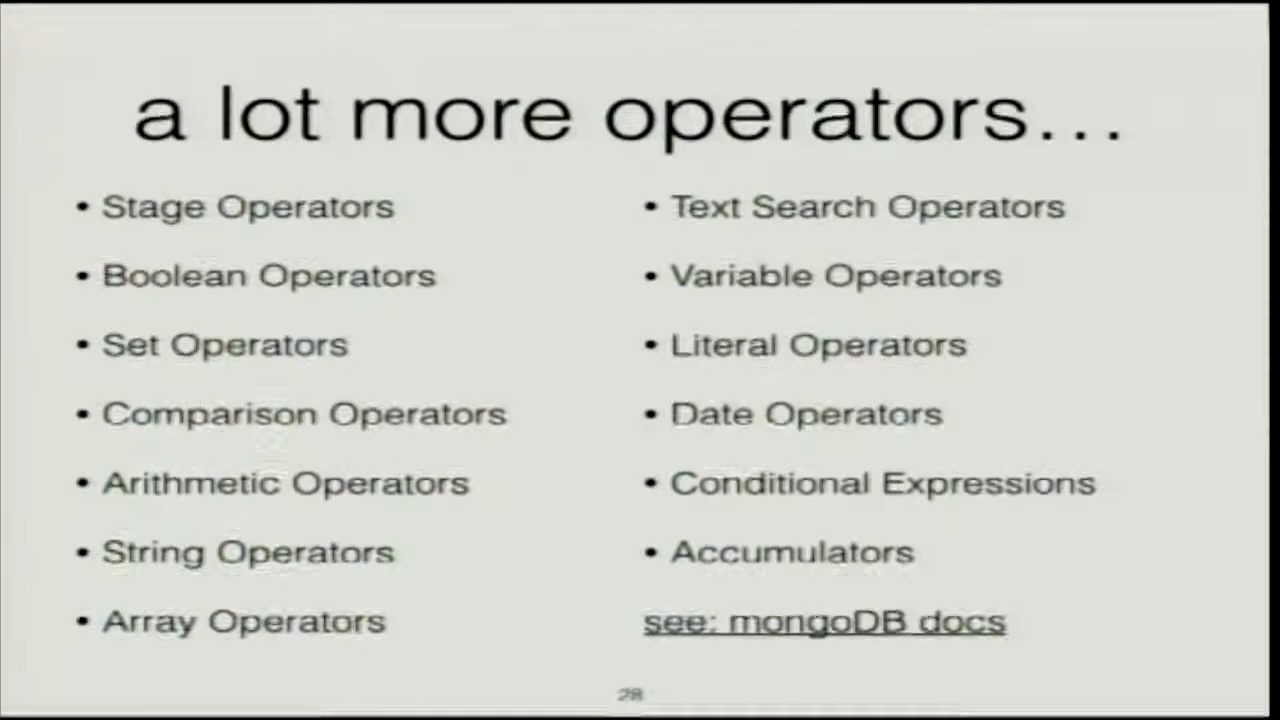 a lot more operators...
• Stage Operators
• Boolean Operators
• Set Operators
• Comparison Operators
• Arithmetic Operators
• String Operators
• Array Operators
• Text Search Operators
• Variable Operators
• Literal Operators
• Date Operators
• Conditional Expressions
• Accumulators
see: mongoDB docs
28